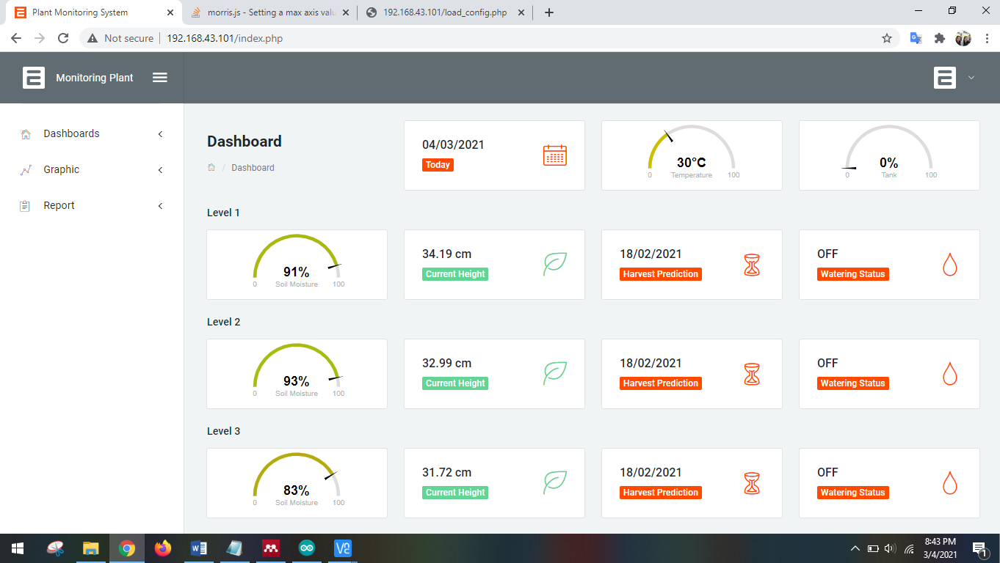 Plant Monitoring System
morris.js - Setting a max axis valu
192.168.43.101/load_config.php
Not secure
192.168.43.101/index.php
Monitoring Plant
Dashboards
Graphic
Report
Dashboard
Dashboard
04/03/2021
Today
30°C
0 Temperature 100
0%
0 Tank 100
Level 1
91%
0 Soil Moisture 100
34.19 cm
Current Height
18/02/2021
Harvest Prediction
OFF
Watering Status
Level 2
93%
0 Soil Moisture 100
32.99 cm
Current Height
18/02/2021
Harvest Prediction
OFF
Watering Status
Level 3
83%
0 Soil Moisture 100
31.72 cm
Current Height
18/02/2021
Harvest Prediction
OFF
Watering Status
8:43 PM
3/4/2021
1